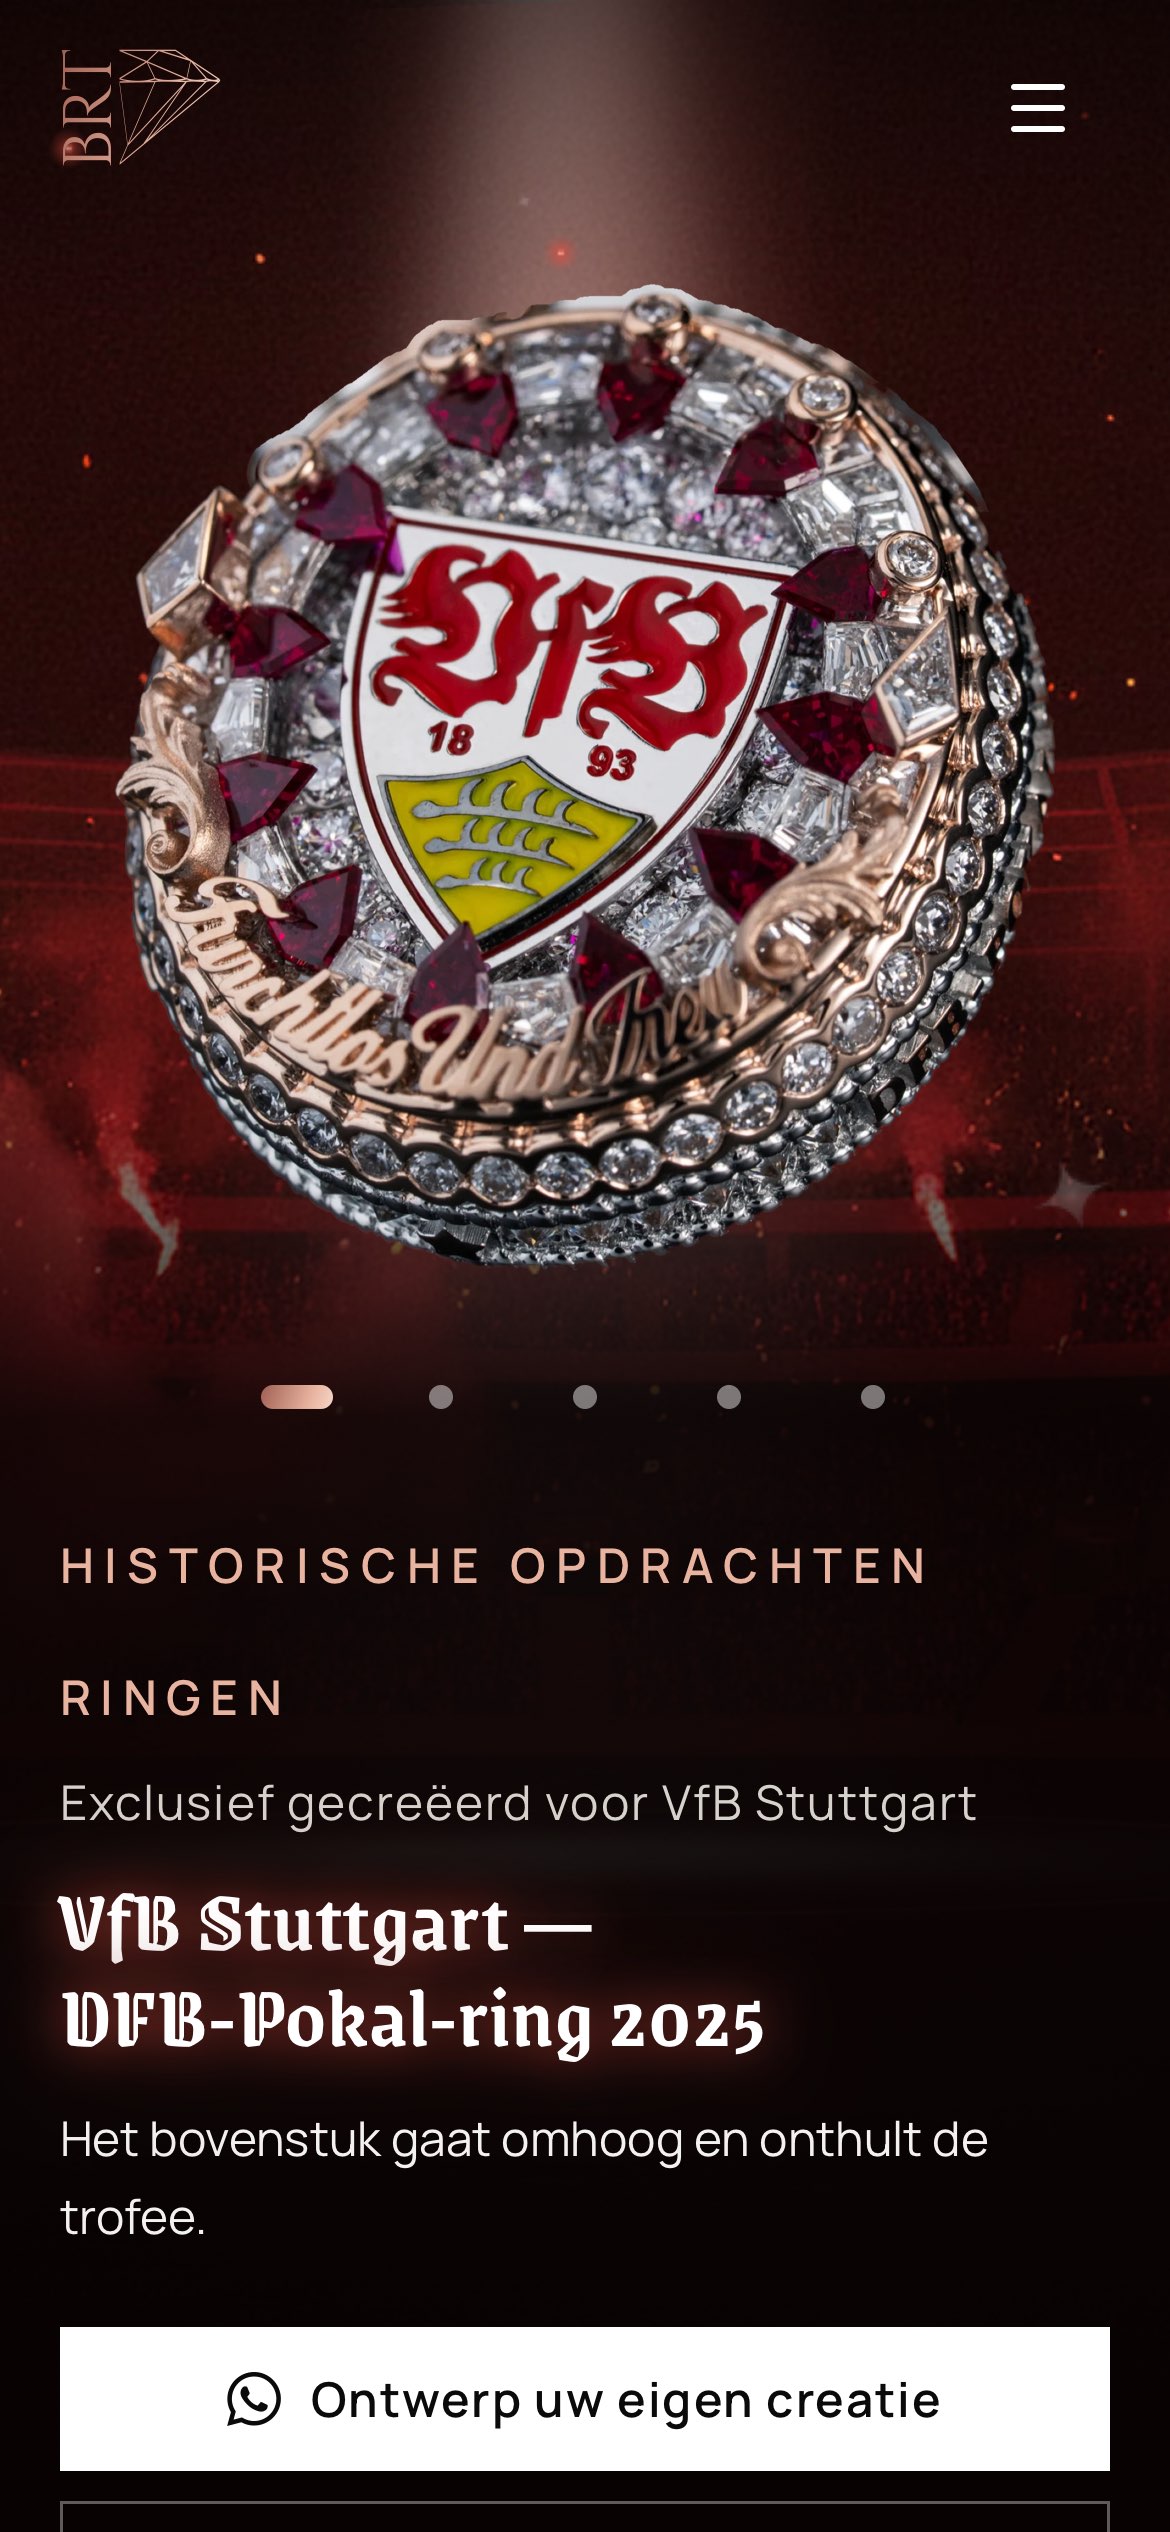 BRT
VfB
18 93
Furchtlos Und Treu
DFB
HISTORISCHE OPDRACHTEN
RINGEN
Exclusief gecreëerd voor VfB Stuttgart
VfB Stuttgart —
DFB-Pokal-ring 2025
Het bovenstuk gaat omhoog en onthult de
trofee.
Ontwerp uw eigen creatie